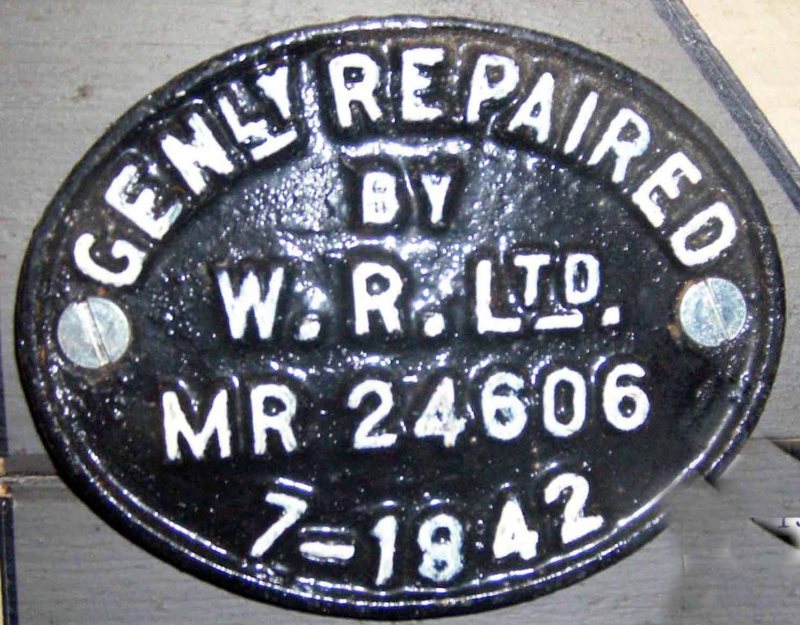 GENLY REPAIRED
BY
W. R. LTD.
MR 24606
7-1942